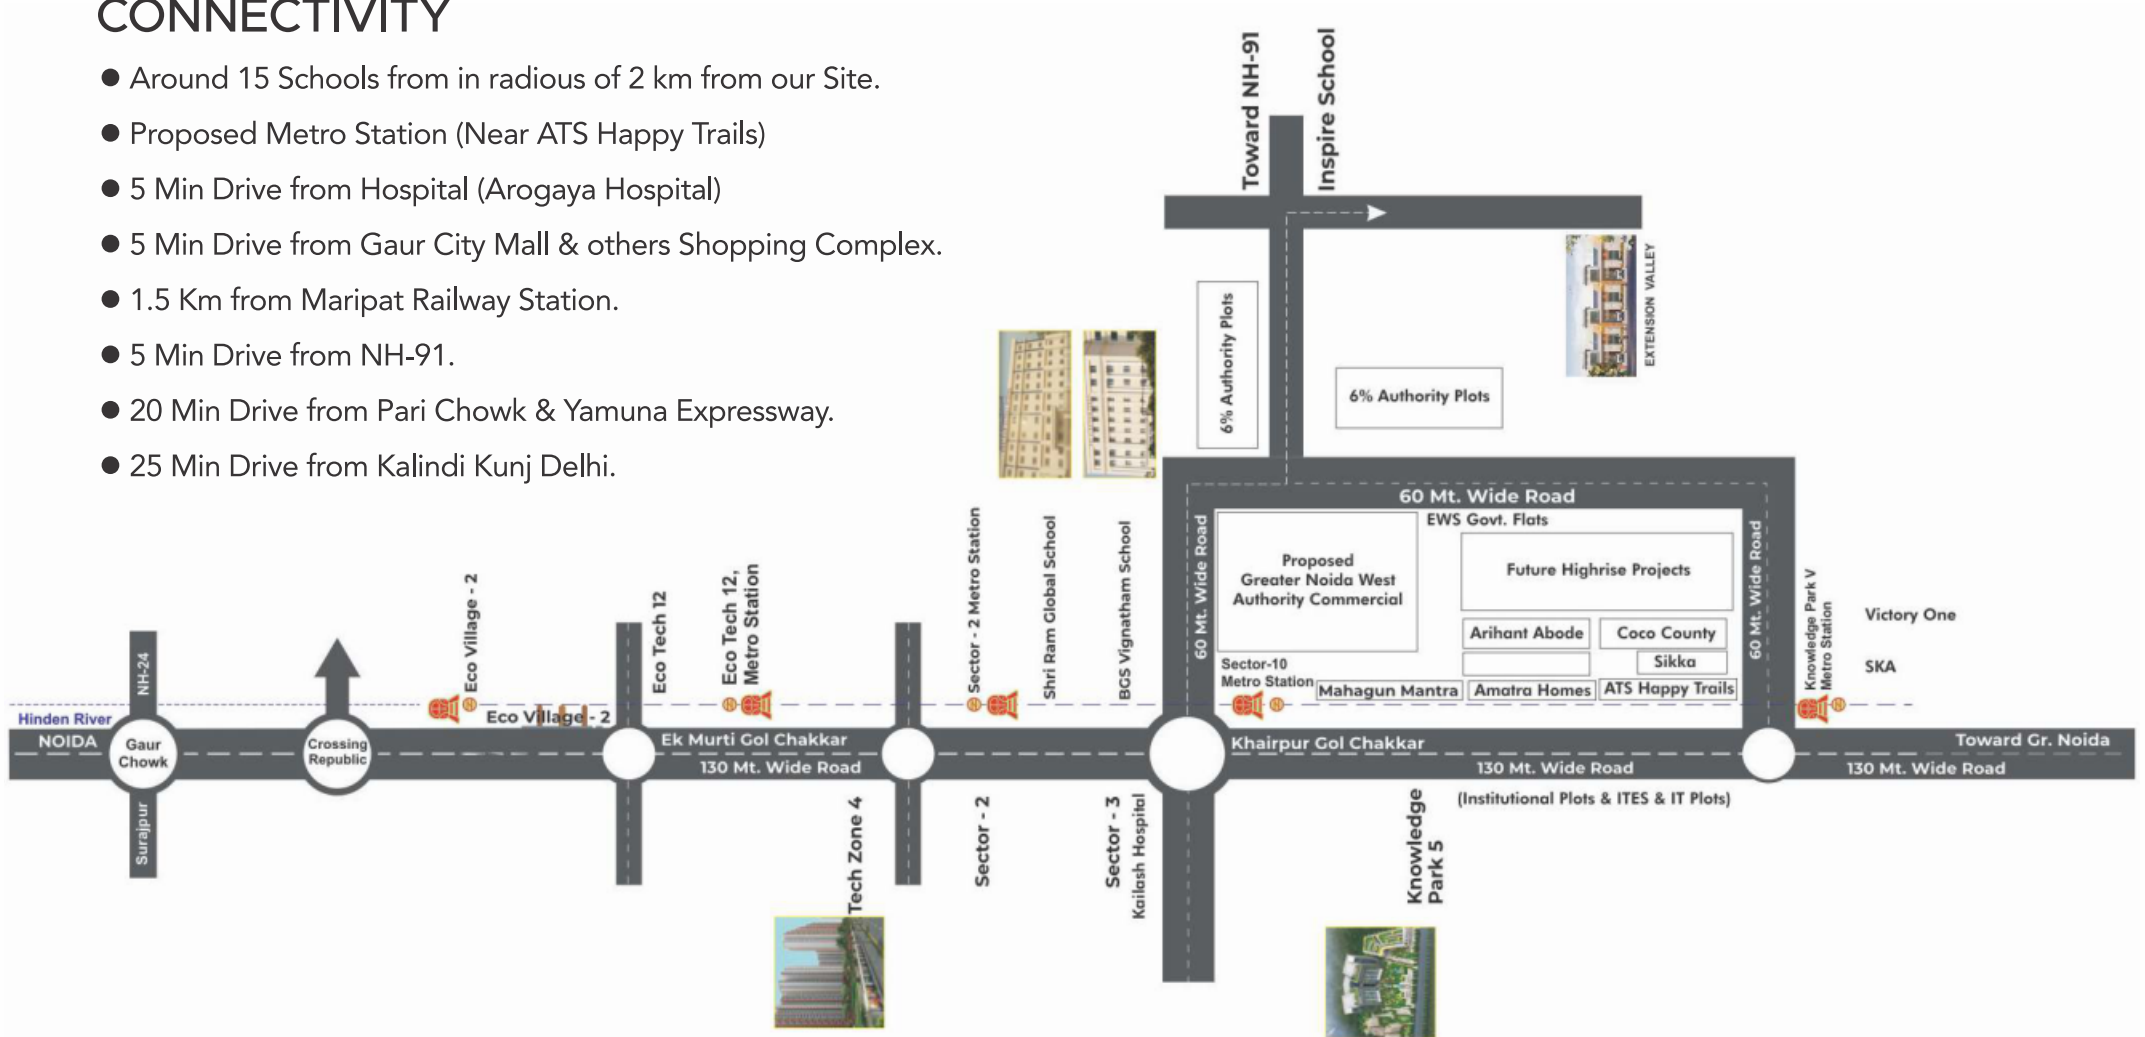 CONNECTIVITY
● Around 15 Schools from in radious of 2 km from our Site.
● Proposed Metro Station (Near ATS Happy Trails)
● 5 Min Drive from Hospital (Arogaya Hospital)
● 5 Min Drive from Gaur City Mall & others Shopping Complex.
● 1.5 Km from Maripat Railway Station.
● 5 Min Drive from NH-91.
● 20 Min Drive from Pari Chowk & Yamuna Expressway.
● 25 Min Drive from Kalindi Kunj Delhi.
Toward NH-91
Inspire School
EXTENSION VALLEY
6% Authority Plots
6% Authority Plots
60 Mt. Wide Road
60 Mt. Wide Road
60 Mt. Wide Road
EWS Govt. Flats
Proposed
Greater Noida West
Authority Commercial
Future Highrise Projects
Arihant Abode
Coco County
Sikka
Sector-10
Metro Station
Mahagun Mantra
Amatra Homes
ATS Happy Trails
Knowledge Park V
Metro Station
Victory One
SKA
NH-24
Eco Village - 2
Eco Tech 12
Eco Tech 12,
Metro Station
Sector - 2 Metro Station
Shri Ram Global School
BGS Vignatham School
Hinden River
Eco Village - 2
NOIDA
Gaur
Chowk
Crossing
Republic
Ek Murti Gol Chakkar
130 Mt. Wide Road
Khairpur Gol Chakkar
130 Mt. Wide Road
Toward Gr. Noida
130 Mt. Wide Road
(Institutional Plots & ITES & IT Plots)
Surajpur
Tech Zone 4
Sector - 2
Sector - 3
Kailash Hospital
Knowledge
Park 5